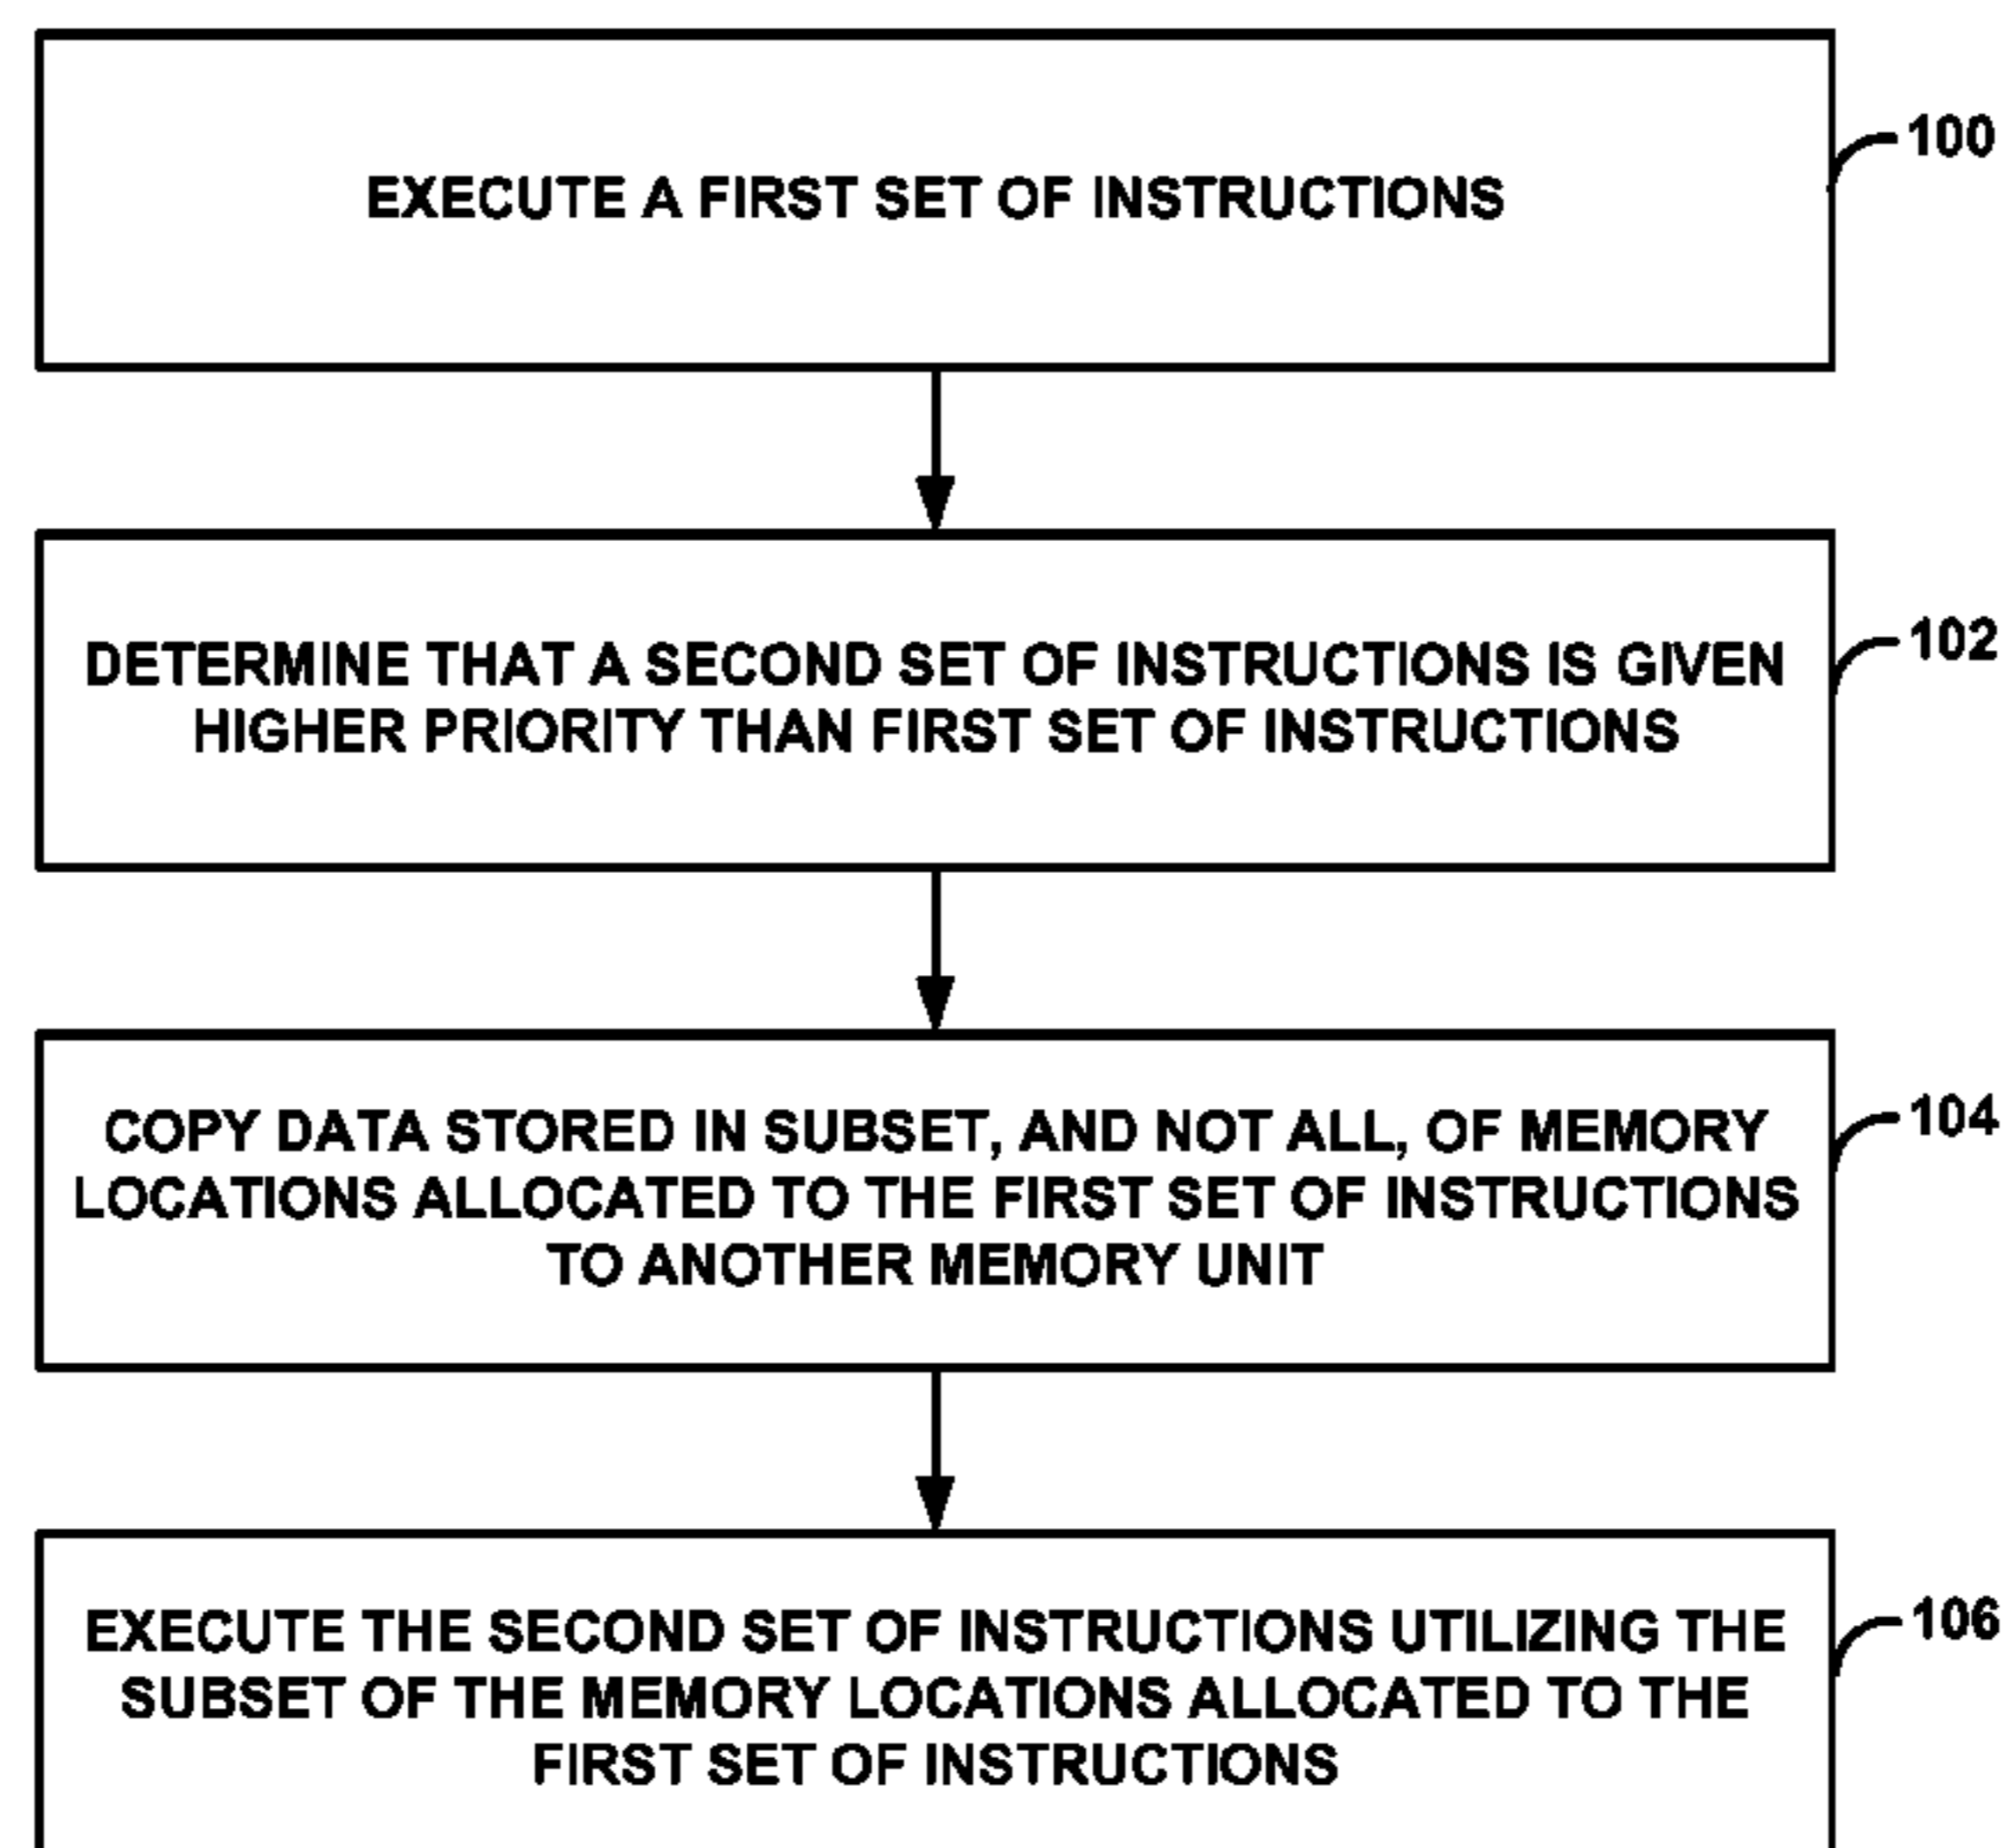 EXECUTE A FIRST SET OF INSTRUCTIONS
100
DETERMINE THAT A SECOND SET OF INSTRUCTIONS IS GIVEN
HIGHER PRIORITY THAN FIRST SET OF INSTRUCTIONS
102
COPY DATA STORED IN SUBSET, AND NOT ALL, OF MEMORY
LOCATIONS ALLOCATED TO THE FIRST SET OF INSTRUCTIONS
TO ANOTHER MEMORY UNIT
104
EXECUTE THE SECOND SET OF INSTRUCTIONS UTILIZING THE
SUBSET OF THE MEMORY LOCATIONS ALLOCATED TO THE
FIRST SET OF INSTRUCTIONS
106